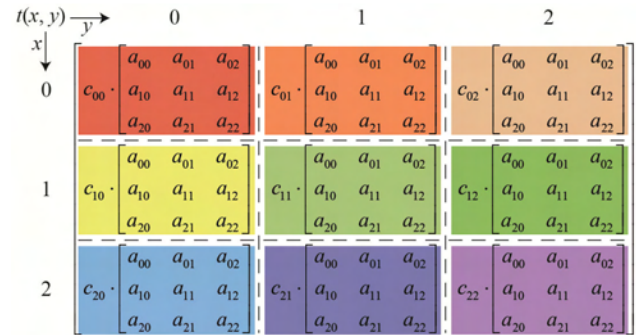 t(x, y) y 0 1 2
x
a₀₀ a₀₁ a₀₂ a₀₀ a₀₁ a₀₂ a₀₀ a₀₁ a₀₂
0 c₀₀ · a₁₀ a₁₁ a₁₂ c₀₁ · a₁₀ a₁₁ a₁₂ c₀₂ · a₁₀ a₁₁ a₁₂
a₂₀ a₂₁ a₂₂ a₂₀ a₂₁ a₂₂ a₂₀ a₂₁ a₂₂
a₀₀ a₀₁ a₀₂ a₀₀ a₀₁ a₀₂ a₀₀ a₀₁ a₀₂
1 c₁₀ · a₁₀ a₁₁ a₁₂ c₁₁ · a₁₀ a₁₁ a₁₂ c₁₂ · a₁₀ a₁₁ a₁₂
a₂₀ a₂₁ a₂₂ a₂₀ a₂₁ a₂₂ a₂₀ a₂₁ a₂₂
a₀₀ a₀₁ a₀₂ a₀₀ a₀₁ a₀₂ a₀₀ a₀₁ a₀₂
2 c₂₀ · a₁₀ a₁₁ a₁₂ c₂₁ · a₁₀ a₁₁ a₁₂ c₂₂ · a₁₀ a₁₁ a₁₂
a₂₀ a₂₁ a₂₂ a₂₀ a₂₁ a₂₂ a₂₀ a₂₁ a₂₂